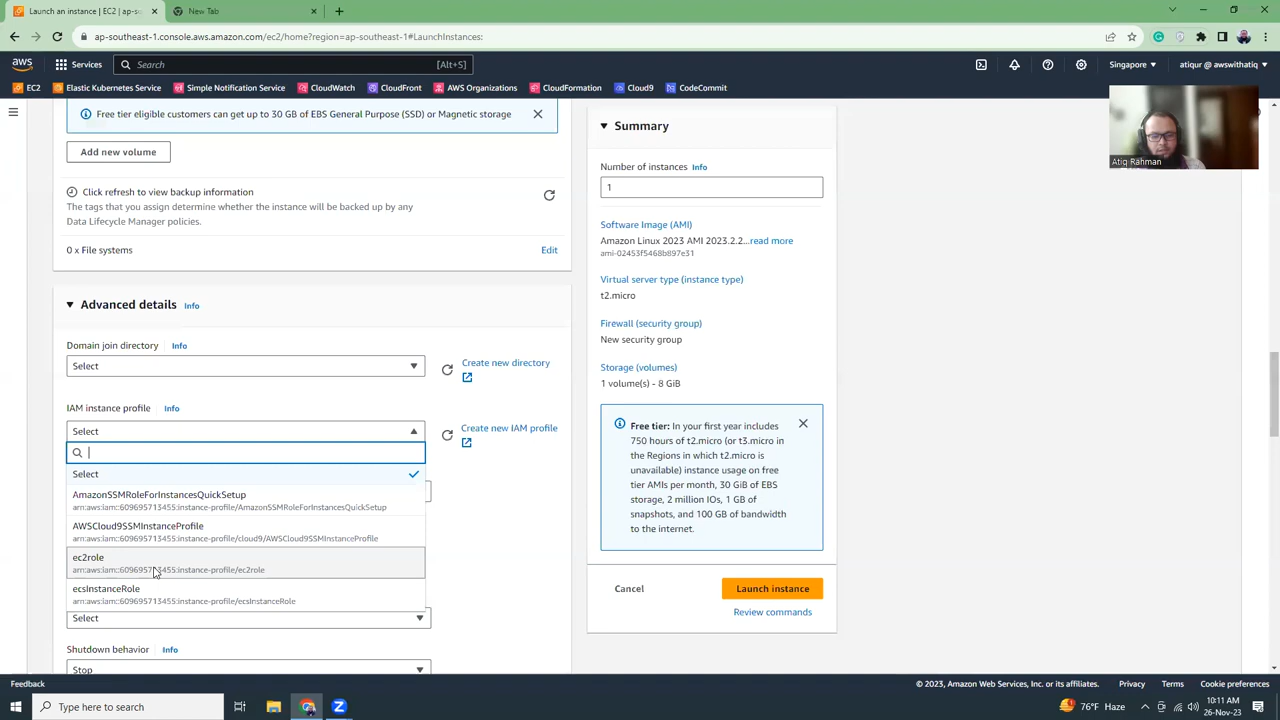 Launch an instance | EC2 | ap-sou
New Tab
ap-southeast-1.console.aws.amazon.com/ec2/home?region=ap-southeast-1#LaunchInstances:
aws
Services
Search
[Alt+S]
Singapore
atiqur @ awswithatiq
EC2
Elastic Kubernetes Service
Simple Notification Service
CloudWatch
CloudFront
AWS Organizations
CloudFormation
Cloud9
CodeCommit
Free tier eligible customers can get up to 30 GB of EBS General Purpose (SSD) or Magnetic storage
Add new volume
Click refresh to view backup information
The tags that you assign determine whether the instance will be backed up by any
Data Lifecycle Manager policies.
0 x File systems
Edit
Advanced details
Info
Domain join directory
Info
Select
Create new directory
IAM instance profile
Info
Select
Create new IAM profile
Select
AmazonSSMRoleForInstancesQuickSetup
arn:aws:iam::609695713455:instance-profile/AmazonSSMRoleForInstancesQuickSetup
AWSCloud9SSMInstanceProfile
arn:aws:iam::609695713455:instance-profile/cloud9/AWSCloud9SSMInstanceProfile
ec2role
arn:aws:iam::609695713455:instance-profile/ec2role
ecsInstanceRole
arn:aws:iam::609695713455:instance-profile/ecsInstanceRole
Select
Shutdown behavior
Info
Stop
Summary
Number of instances
Info
1
Software Image (AMI)
Amazon Linux 2023 AMI 2023.2.2...read more
ami-02453f5468b897e31
Virtual server type (instance type)
t2.micro
Firewall (security group)
New security group
Storage (volumes)
1 volume(s) - 8 GiB
Free tier: In your first year includes
750 hours of t2.micro (or t3.micro in
the Regions in which t2.micro is
unavailable) instance usage on free
tier AMIs per month, 30 GiB of EBS
storage, 2 million IOs, 1 GB of
snapshots, and 100 GB of bandwidth
to the internet.
Cancel
Launch instance
Review commands
Atiq Rahman
Feedback
© 2023, Amazon Web Services, Inc. or its affiliates.
Privacy
Terms
Cookie preferences
Type here to search
76°F Haze
10:11 AM
26-Nov-23